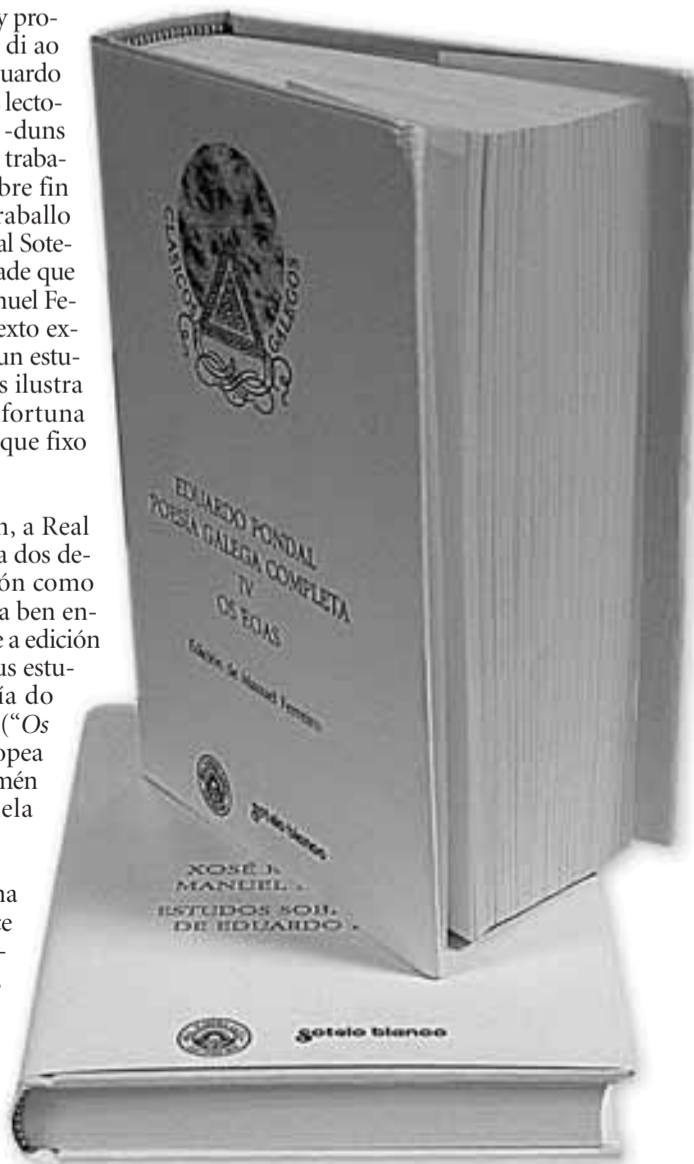 y pro-
di ao
uardo
lecto-
-duns
traba-
bre fin
raballo
al Sote-
ade que
nuel Fe-
exto ex-
un estu-
s ilustra
fortuna
que fixo
n, a Real
a dos de-
ón como
a ben en-
e a edición
us estu-
ía do
("Os
opea
mén
ela
na
ce
-
CLASICOS GALEGOS
EDUARDO PONDAL
POESÍA GALEGA COMPLETA
IV
OS EOAS
Edición de Manuel Ferreiro
sotelo blanco
XOSÉ
MANUEL
ESTUDOS SOB
DE EDUARDO
sotelo blanco